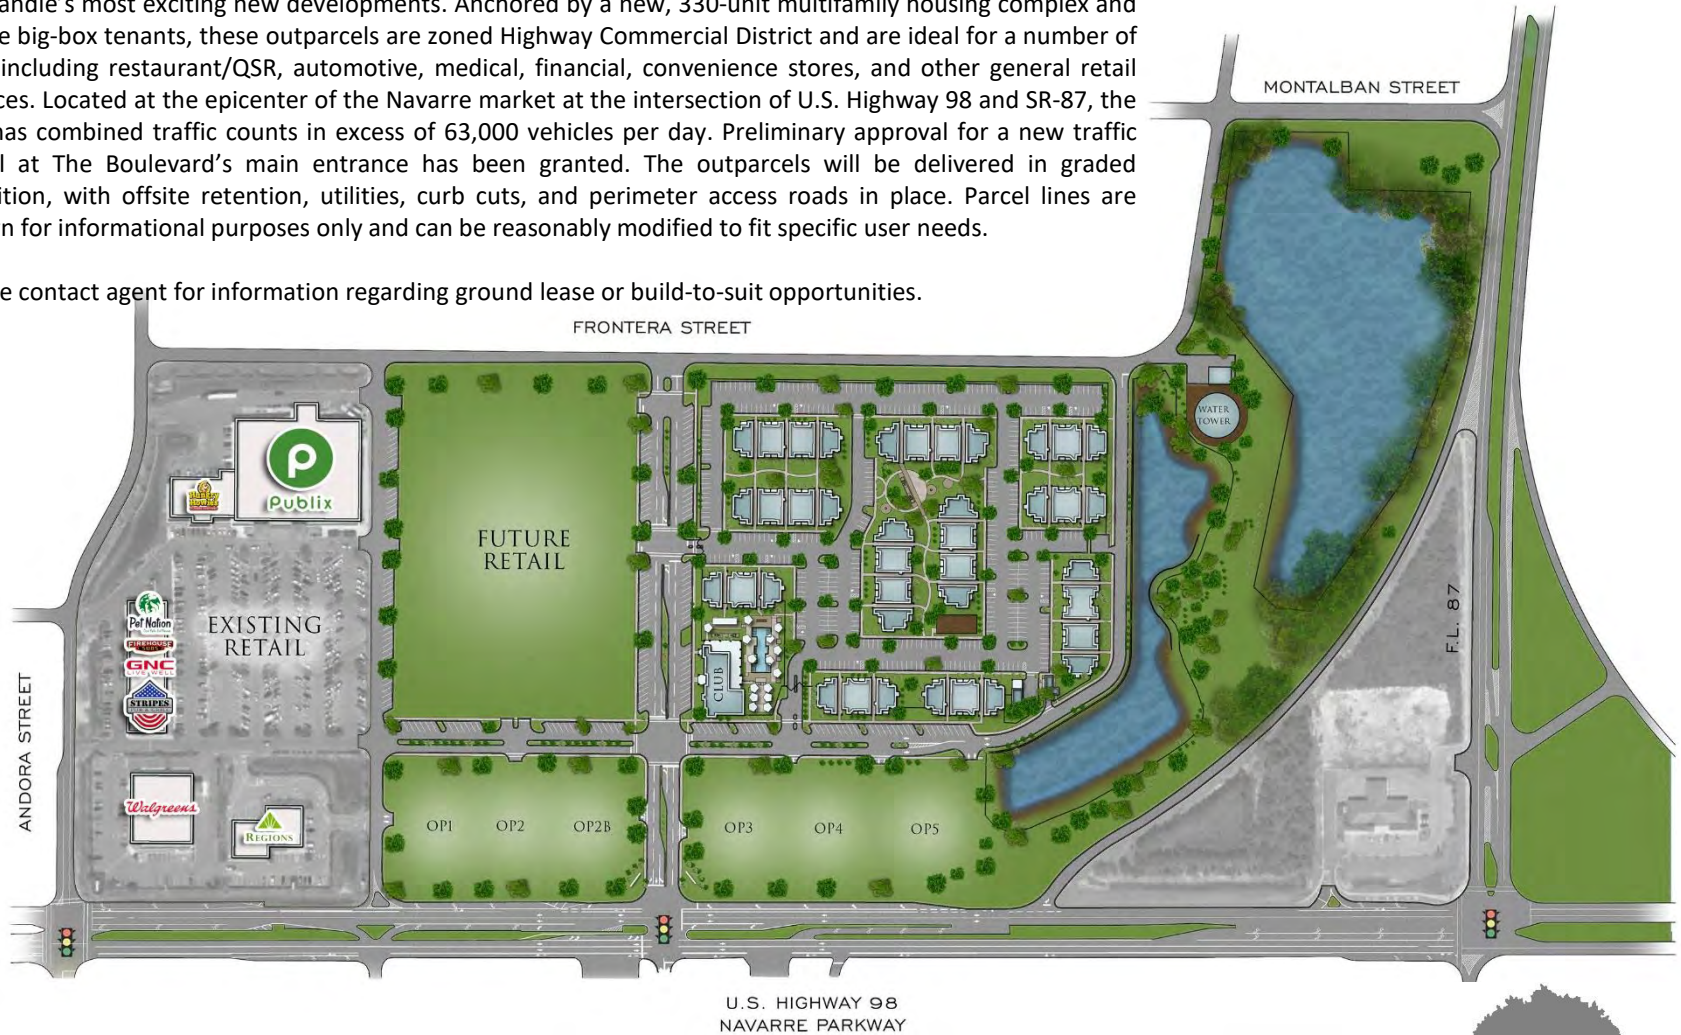 andle's most exciting new developments. Anchored by a new, 330-unit multifamily housing complex and
e big-box tenants, these outparcels are zoned Highway Commercial District and are ideal for a number of
including restaurant/QSR, automotive, medical, financial, convenience stores, and other general retail
ces. Located at the epicenter of the Navarre market at the intersection of U.S. Highway 98 and SR-87, the
has combined traffic counts in excess of 63,000 vehicles per day. Preliminary approval for a new traffic
l at The Boulevard's main entrance has been granted. The outparcels will be delivered in graded
ition, with offsite retention, utilities, curb cuts, and perimeter access roads in place. Parcel lines are
n for informational purposes only and can be reasonably modified to fit specific user needs.
e contact agent for information regarding ground lease or build-to-suit opportunities.
MONTALBAN STREET
FRONTERA STREET
WATER
TOWER
Publix
FUTURE
RETAIL
EXISTING
RETAIL
Pet Nation
FIREHOUSE
SUBS
GNC
LIVE WELL
STRIPES
F.L. 87
CLUB
ANDORA STREET
Walgreens
REGIONS
OP1
OP2
OP2B
OP3
OP4
OP5
U.S. HIGHWAY 98
NAVARRE PARKWAY